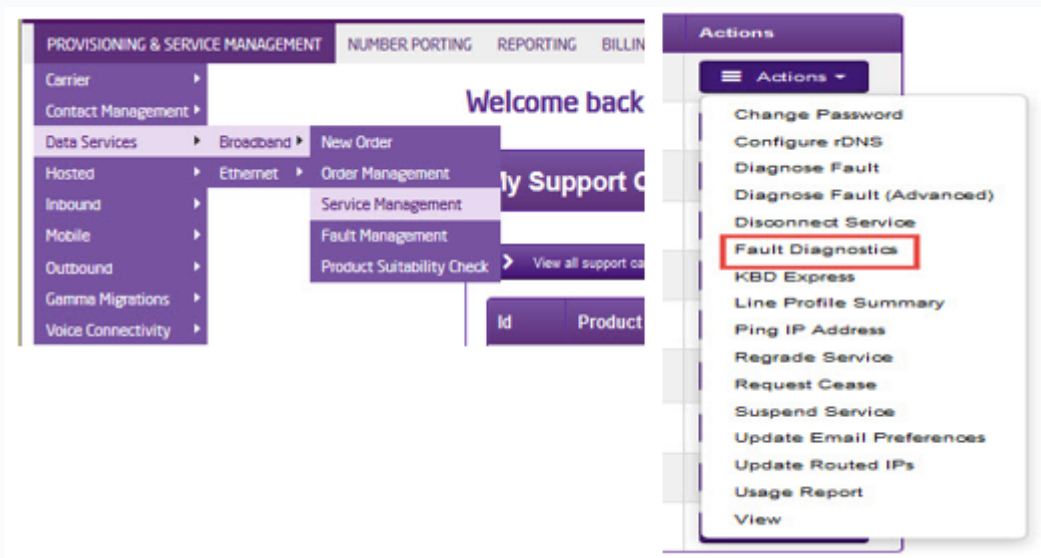 PROVISIONING & SERVICE MANAGEMENT NUMBER PORTING REPORTING BILLIN
Carrier
Contact Management
Data Services Broadband New Order
Hosted Ethernet Order Management
Inbound Service Management
Mobile Fault Management
Outbound Product Suitability Check
Gamma Migrations
Voice Connectivity
Welcome back
ly Support C
View all support ca
Id Product
Actions
Actions
Change Password
Configure rDNS
Diagnose Fault
Diagnose Fault (Advanced)
Disconnect Service
Fault Diagnostics
KBD Express
Line Profile Summary
Ping IP Address
Regrade Service
Request Cease
Suspend Service
Update Email Preferences
Update Routed IPs
Usage Report
View